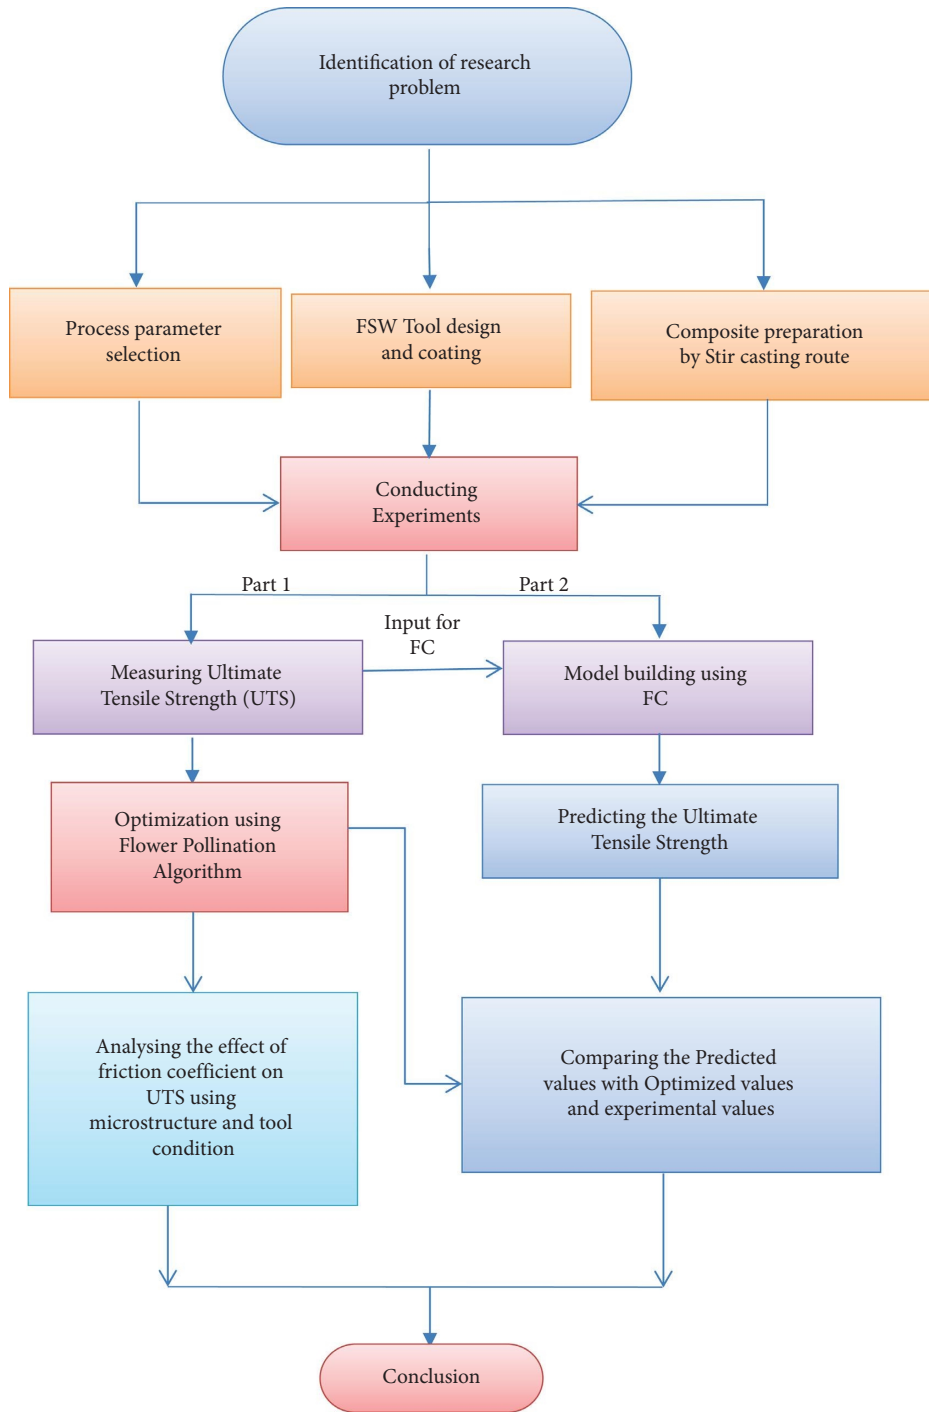 Identification of research
problem
Process parameter
selection
FSW Tool design
and coating
Composite preparation
by Stir casting route
Conducting
Experiments
Part 1
Part 2
Input for
FC
Measuring Ultimate
Tensile Strength (UTS)
Model building using
FC
Optimization using
Flower Pollination
Algorithm
Predicting the Ultimate
Tensile Strength
Analysing the effect of
friction coefficient on
UTS using
microstructure and tool
condition
Comparing the Predicted
values with Optimized values
and experimental values
Conclusion